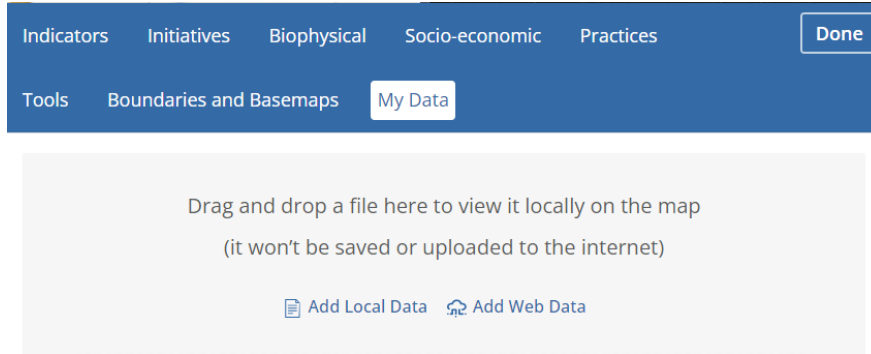 Indicators Initiatives Biophysical Socio-economic Practices Done
Tools Boundaries and Basemaps My Data
Drag and drop a file here to view it locally on the map
(it won’t be saved or uploaded to the internet)
Add Local Data Add Web Data